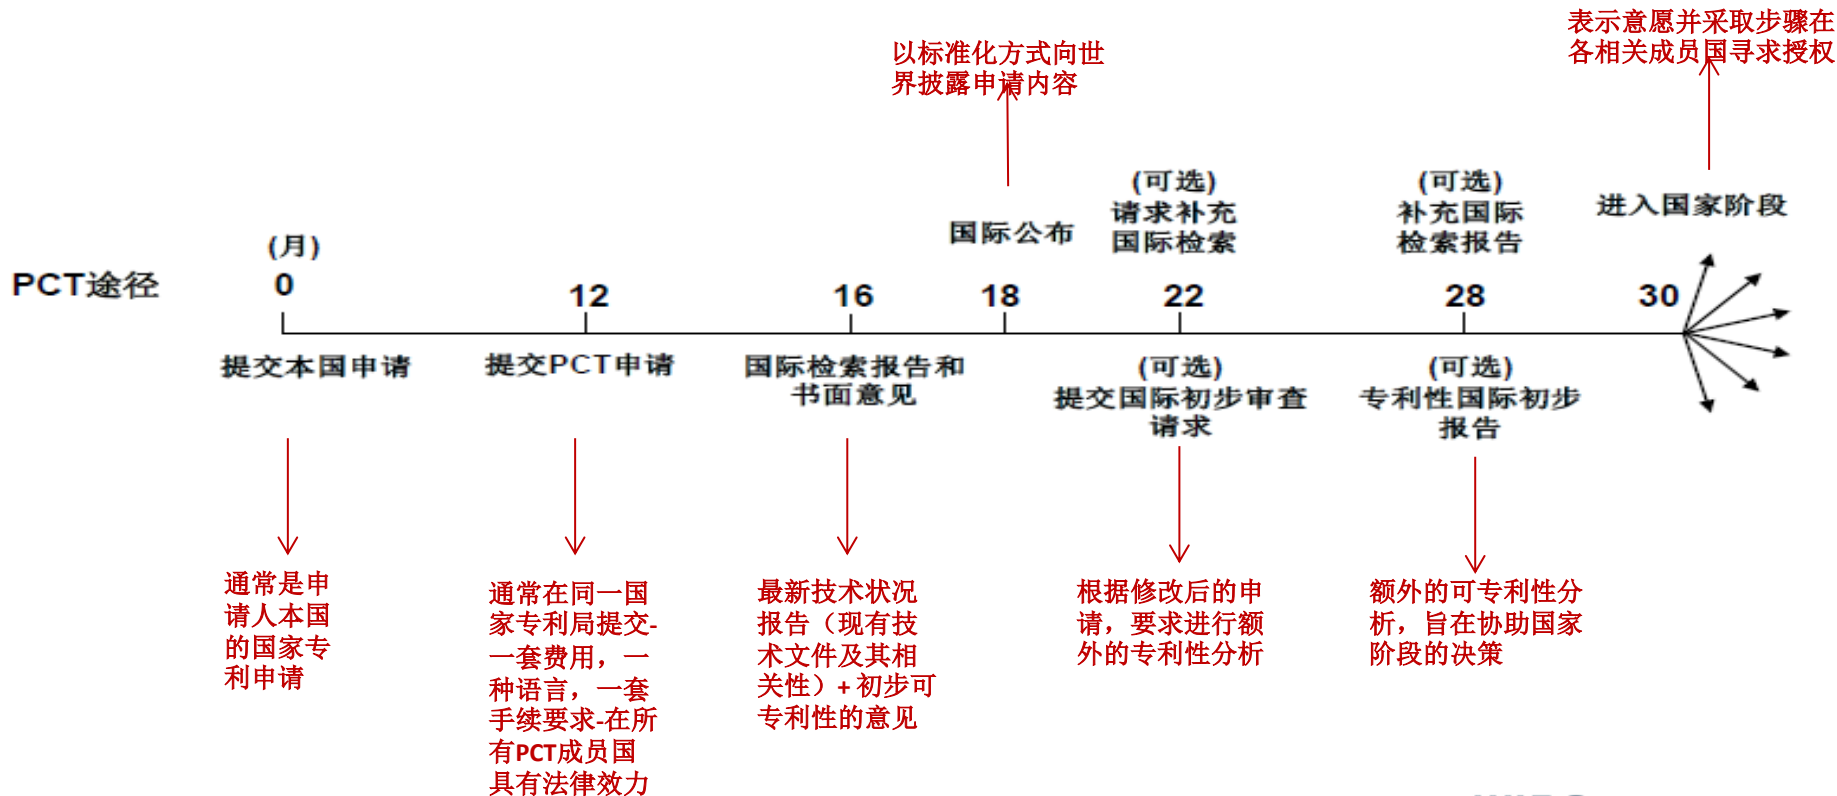 表示意愿并采取步骤在
各相关成员国寻求授权
以标准化方式向世
界披露申请内容
(可选)
请求补充
国际检索
(可选)
补充国际
检索报告
进入国家阶段
国际公布
(月)
PCT途径
0
12
16
18
22
28
30
提交本国申请
提交PCT申请
国际检索报告和
书面意见
(可选)
提交国际初步审查
请求
(可选)
专利性国际初步
报告
通常是申
请人本国
的国家专
利申请
通常在同一国
家专利局提交-
一套费用，一
种语言，一套
手续要求-在所
有PCT成员国
具有法律效力
最新技术状况
报告（现有技
术文件及其相
关性）+ 初步可
专利性的意见
根据修改后的申
请，要求进行额
外的专利性分析
额外的可专利性分
析，旨在协助国家
阶段的决策